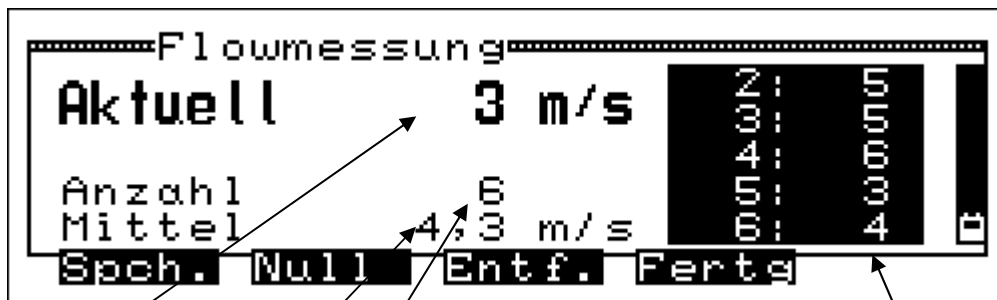 Flowmessung
Aktuell 3 m/s
Anzahl 6
Mittel 4,3 m/s
2: 5
3: 5
4: 6
5: 3
6: 4
Spch. Null Entf. Fertg